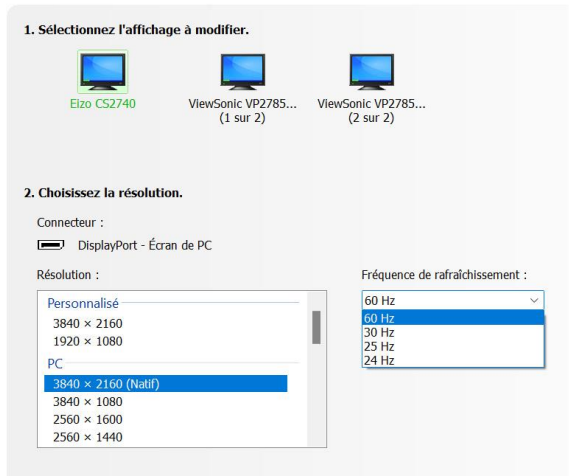 1. Sélectionnez l'affichage à modifier.
Eizo CS2740
ViewSonic VP2785...
(1 sur 2)
ViewSonic VP2785...
(2 sur 2)
2. Choisissez la résolution.
Connecteur :
DisplayPort - Écran de PC
Résolution :
Personnalisé
3840 × 2160
1920 × 1080
PC
3840 × 2160 (Natif)
3840 × 1080
2560 × 1600
2560 × 1440
Fréquence de rafraîchissement :
60 Hz
60 Hz
30 Hz
25 Hz
24 Hz